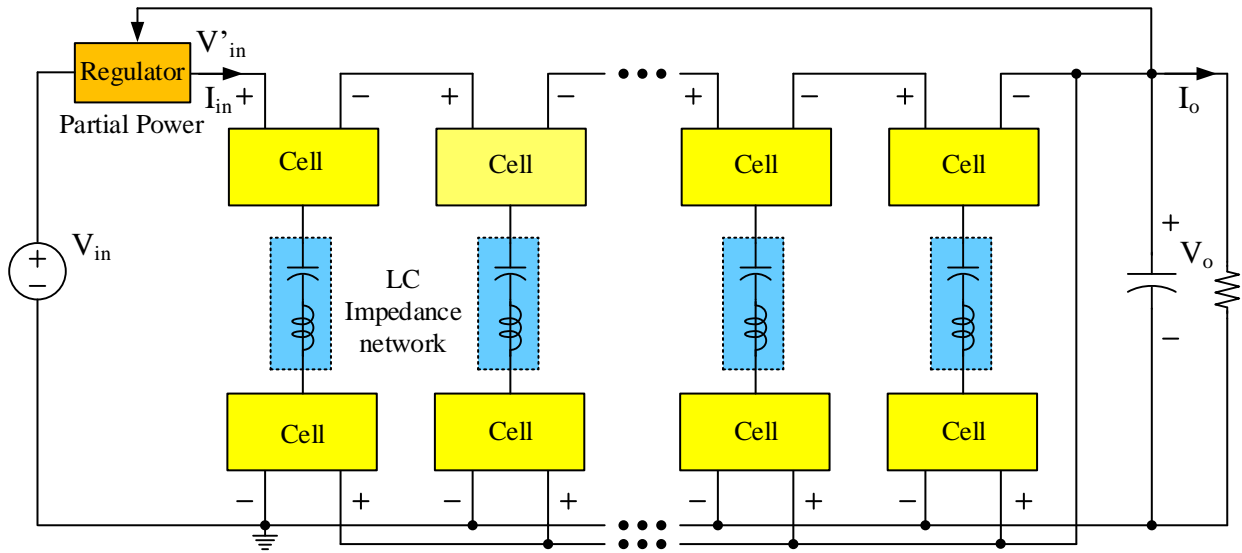 V'in
Regulator
Iin
+
−
+
−
+
−
+
−
Io
Partial Power
Cell
Cell
Cell
Cell
Vin
+
−
LC
Impedance
network
+
Vo
−
Cell
Cell
Cell
Cell
−
+
−
+
−
+
−
+